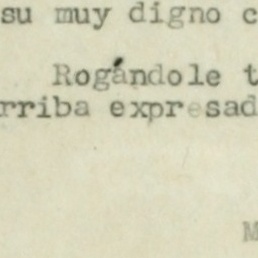 su muy digno c
Rogándole t
rriba expresad
M